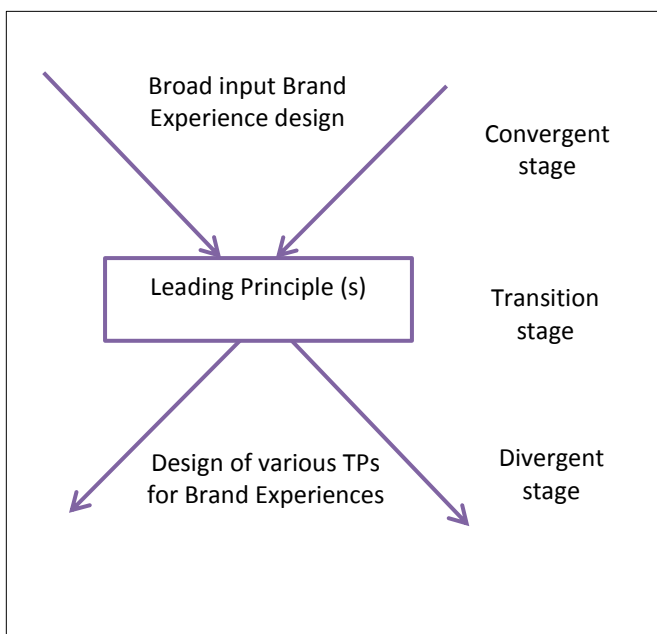 Broad input Brand
Experience design
Convergent
stage
Leading Principle (s)
Transition
stage
Design of various TPs
for Brand Experiences
Divergent
stage